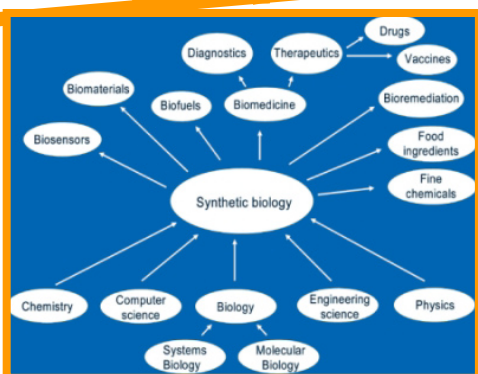 Drugs
Diagnostics
Therapeutics
Vaccines
Biomaterials
Biofuels
Biomedicine
Bioremediation
Biosensors
Food
ingredients
Fine
chemicals
Synthetic biology
Chemistry
Computer
science
Biology
Engineering
science
Physics
Systems
Biology
Molecular
Biology